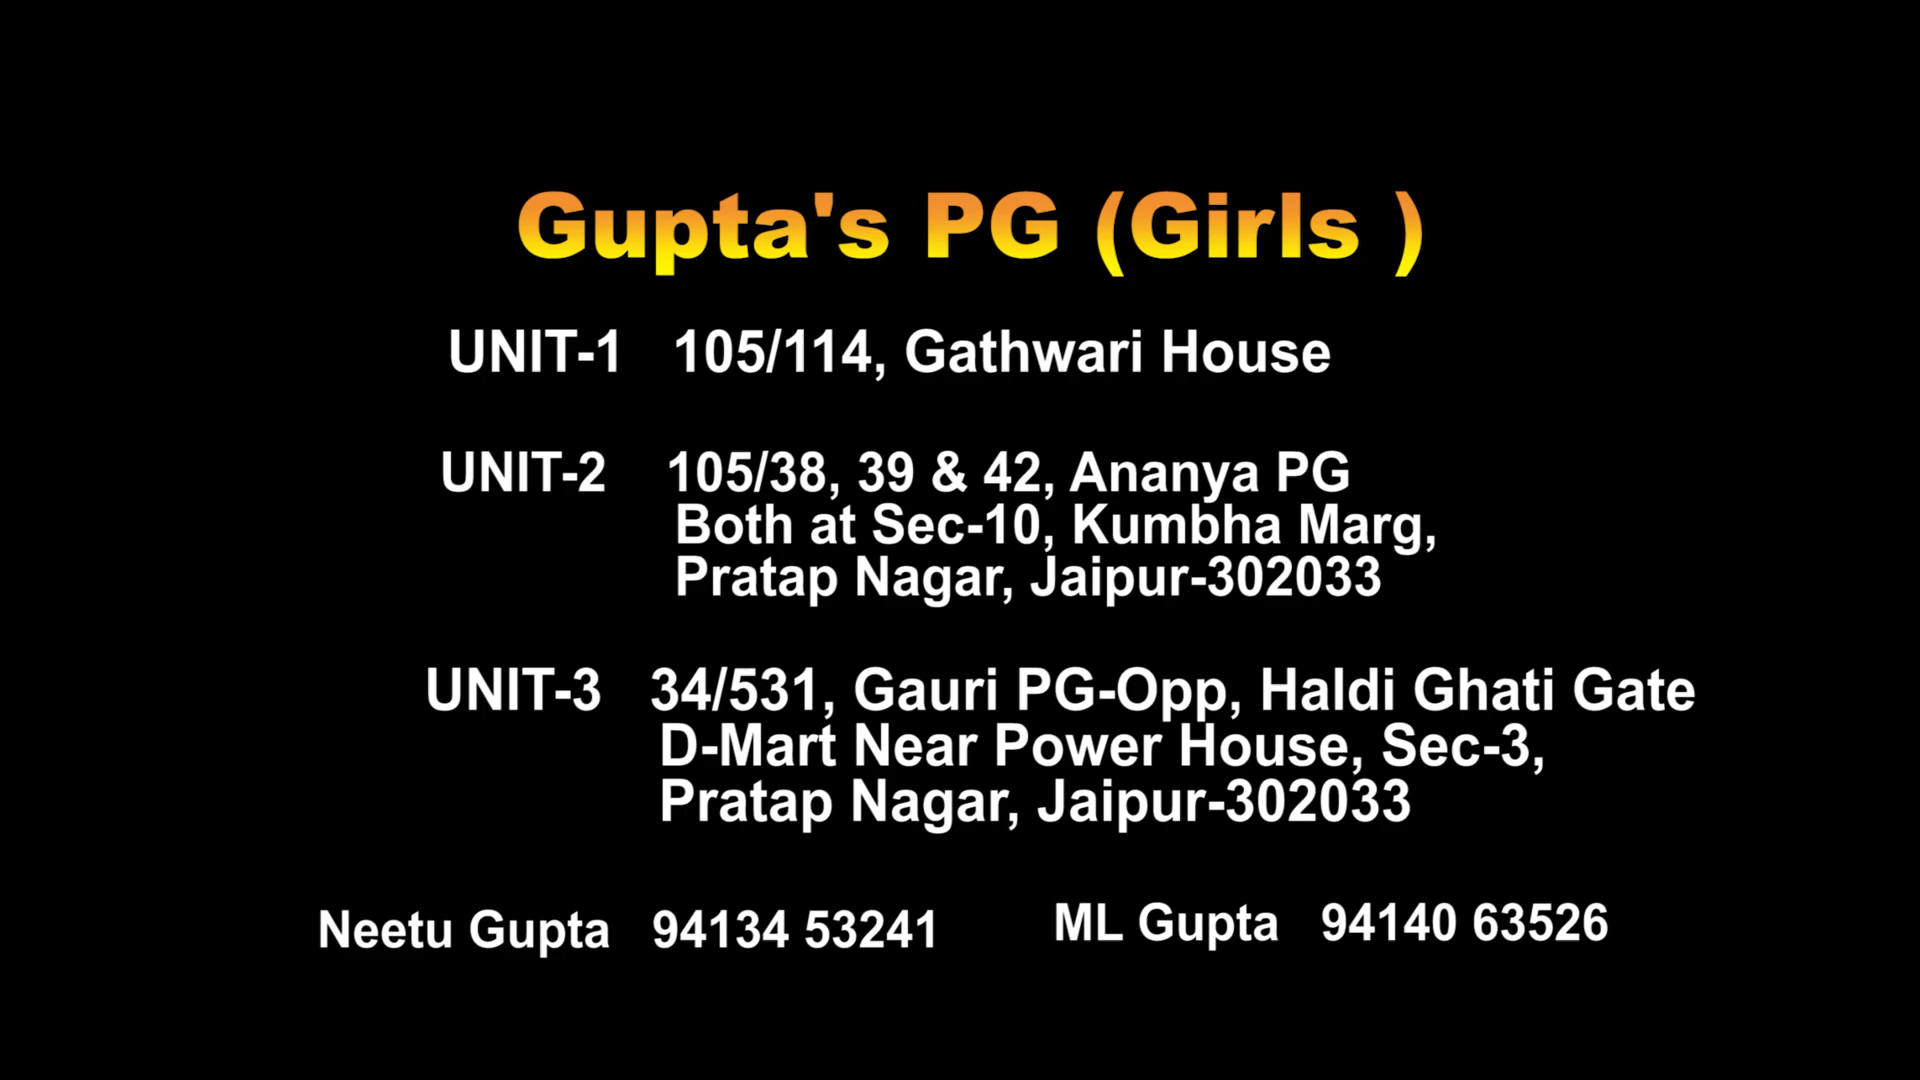 Gupta's PG (Girls )
UNIT-1 105/114, Gathwari House
UNIT-2 105/38, 39 & 42, Ananya PG
Both at Sec-10, Kumbha Marg,
Pratap Nagar, Jaipur-302033
UNIT-3 34/531, Gauri PG-Opp, Haldi Ghati Gate
D-Mart Near Power House, Sec-3,
Pratap Nagar, Jaipur-302033
Neetu Gupta 94134 53241 ML Gupta 94140 63526